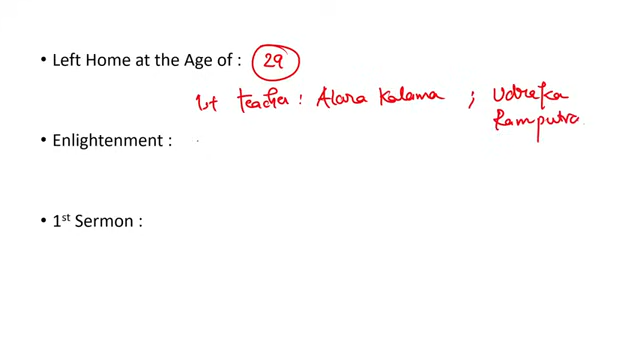 • Left Home at the Age of : 29
1st teacher : Alara Kalama ; Udraka
Ramputra
• Enlightenment :
• 1st Sermon :